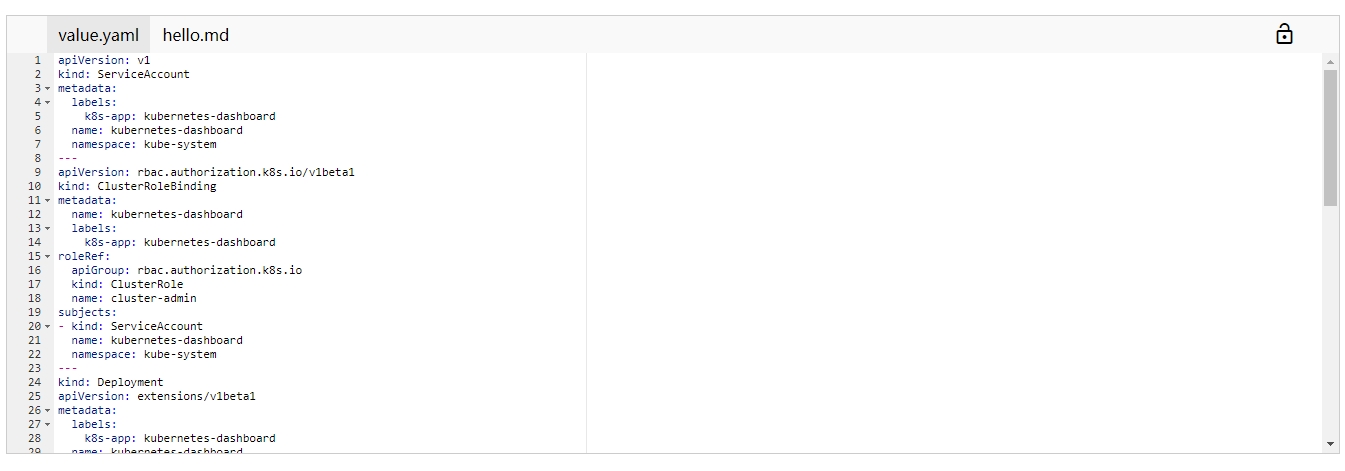 value.yaml hello.md
1 apiVersion: v1
2 kind: ServiceAccount
3 metadata:
4   labels:
5     k8s-app: kubernetes-dashboard
6   name: kubernetes-dashboard
7   namespace: kube-system
8 ---
9 apiVersion: rbac.authorization.k8s.io/v1beta1
10 kind: ClusterRoleBinding
11 metadata:
12   name: kubernetes-dashboard
13   labels:
14     k8s-app: kubernetes-dashboard
15 roleRef:
16   apiGroup: rbac.authorization.k8s.io
17   kind: ClusterRole
18   name: cluster-admin
19 subjects:
20 - kind: ServiceAccount
21   name: kubernetes-dashboard
22   namespace: kube-system
23 ---
24 kind: Deployment
25 apiVersion: extensions/v1beta1
26 metadata:
27   labels:
28     k8s-app: kubernetes-dashboard
29   name: kubernetes-dashboard